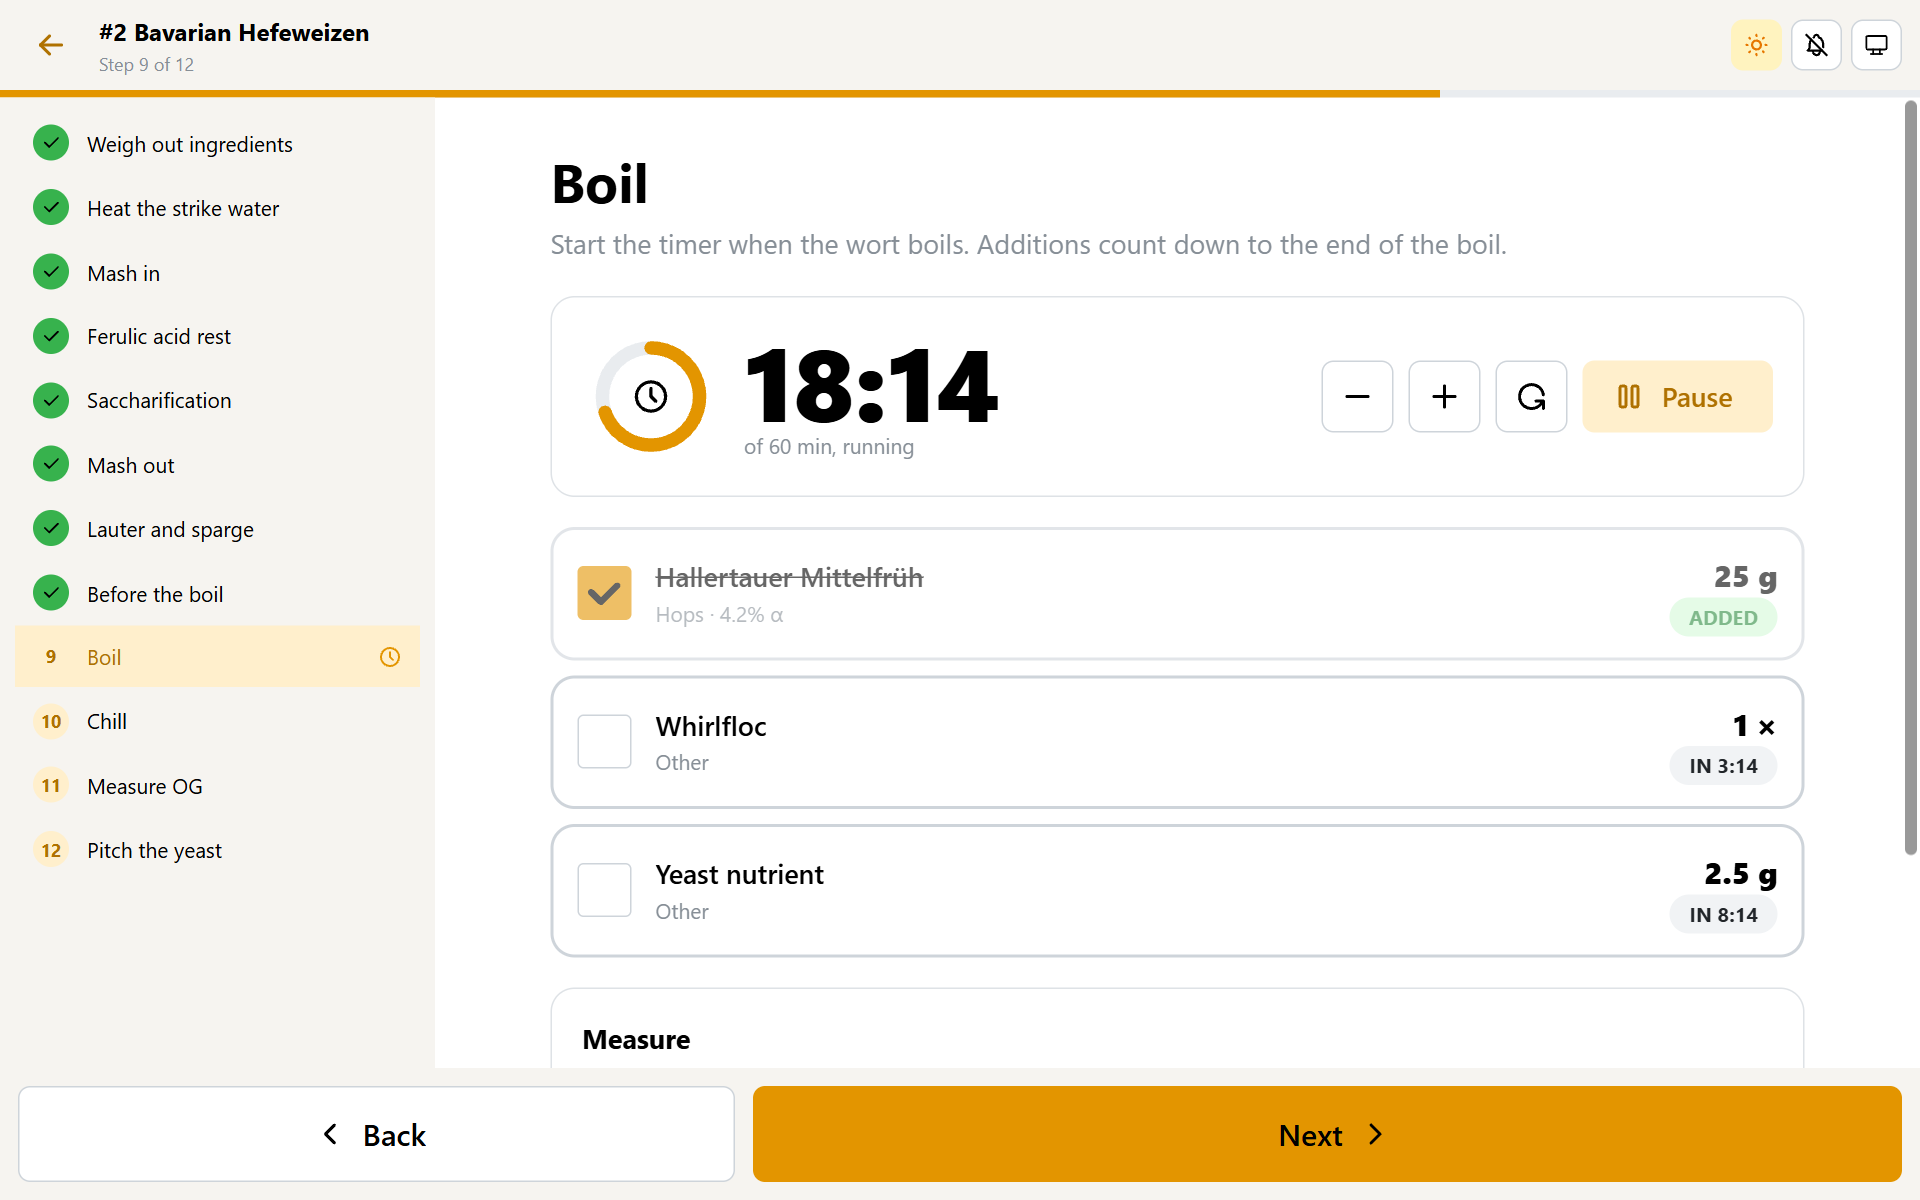 #2 Bavarian Hefeweizen
Step 9 of 12
Weigh out ingredients
Heat the strike water
Mash in
Ferulic acid rest
Saccharification
Mash out
Lauter and sparge
Before the boil
9 Boil
10 Chill
11 Measure OG
12 Pitch the yeast
Boil
Start the timer when the wort boils. Additions count down to the end of the boil.
18:14
of 60 min, running
Pause
Hallertauer Mittelfrüh
Hops · 4.2% α
25 g
ADDED
Whirlfloc
Other
1 ×
IN 3:14
Yeast nutrient
Other
2.5 g
IN 8:14
Measure
Back
Next